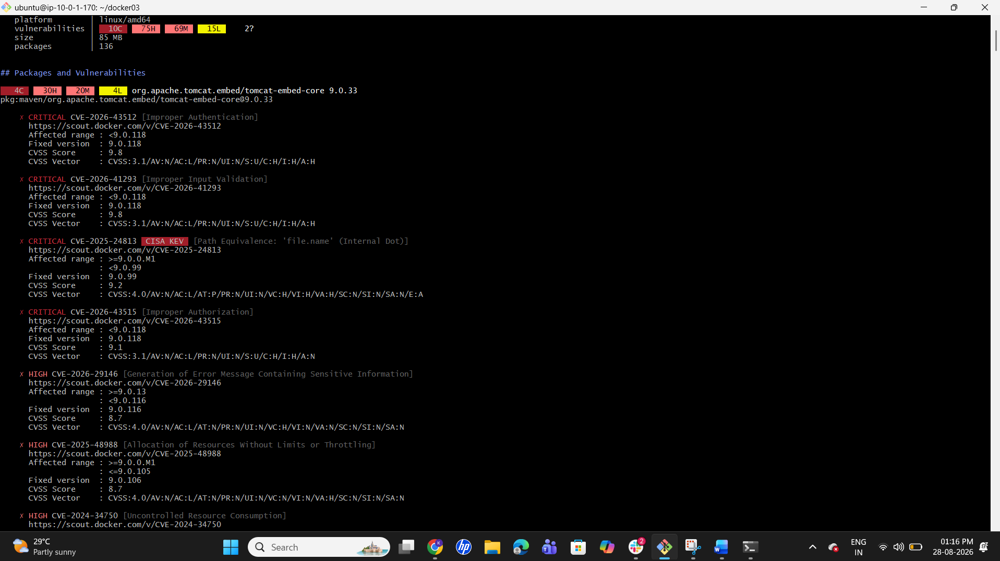 ubuntu@ip-10-0-1-170: ~/docker03
platform │ linux/amd64
vulnerabilities │ 10C 75H 69M 15L 2?
size │ 85 MB
packages │ 136
## Packages and Vulnerabilities
4C 30H 20M 4L org.apache.tomcat.embed/tomcat-embed-core 9.0.33
pkg:maven/org.apache.tomcat.embed/tomcat-embed-core@9.0.33
✗ CRITICAL CVE-2026-43512 [Improper Authentication]
https://scout.docker.com/v/CVE-2026-43512
Affected range : <9.0.118
Fixed version : 9.0.118
CVSS Score : 9.8
CVSS Vector : CVSS:3.1/AV:N/AC:L/PR:N/UI:N/S:U/C:H/I:H/A:H
✗ CRITICAL CVE-2026-41293 [Improper Input Validation]
https://scout.docker.com/v/CVE-2026-41293
Affected range : <9.0.118
Fixed version : 9.0.118
CVSS Score : 9.8
CVSS Vector : CVSS:3.1/AV:N/AC:L/PR:N/UI:N/S:U/C:H/I:H/A:H
✗ CRITICAL CVE-2025-24813 CISA KEV [Path Equivalence: 'file.name' (Internal Dot)]
https://scout.docker.com/v/CVE-2025-24813
Affected range : >=9.0.0.M1
: <9.0.99
Fixed version : 9.0.99
CVSS Score : 9.2
CVSS Vector : CVSS:4.0/AV:N/AC:L/AT:P/PR:N/UI:N/VC:H/VI:H/VA:H/SC:N/SI:N/SA:N/E:A
✗ CRITICAL CVE-2026-43515 [Improper Authorization]
https://scout.docker.com/v/CVE-2026-43515
Affected range : <9.0.118
Fixed version : 9.0.118
CVSS Score : 9.1
CVSS Vector : CVSS:3.1/AV:N/AC:L/PR:N/UI:N/S:U/C:H/I:H/A:N
✗ HIGH CVE-2026-29146 [Generation of Error Message Containing Sensitive Information]
https://scout.docker.com/v/CVE-2026-29146
Affected range : >=9.0.13
: <9.0.116
Fixed version : 9.0.116
CVSS Score : 8.7
CVSS Vector : CVSS:4.0/AV:N/AC:L/AT:N/PR:N/UI:N/VC:H/VI:N/VA:N/SC:N/SI:N/SA:N
✗ HIGH CVE-2025-48988 [Allocation of Resources Without Limits or Throttling]
https://scout.docker.com/v/CVE-2025-48988
Affected range : >=9.0.0.M1
: <=9.0.105
Fixed version : 9.0.106
CVSS Score : 8.7
CVSS Vector : CVSS:4.0/AV:N/AC:L/AT:N/PR:N/UI:N/VC:N/VI:N/VA:H/SC:N/SI:N/SA:N
✗ HIGH CVE-2024-34750 [Uncontrolled Resource Consumption]
https://scout.docker.com/v/CVE-2024-34750
29°C
Partly sunny
Search
K
hp
T
2
W
ENG
IN
01:16 PM
28-08-2026